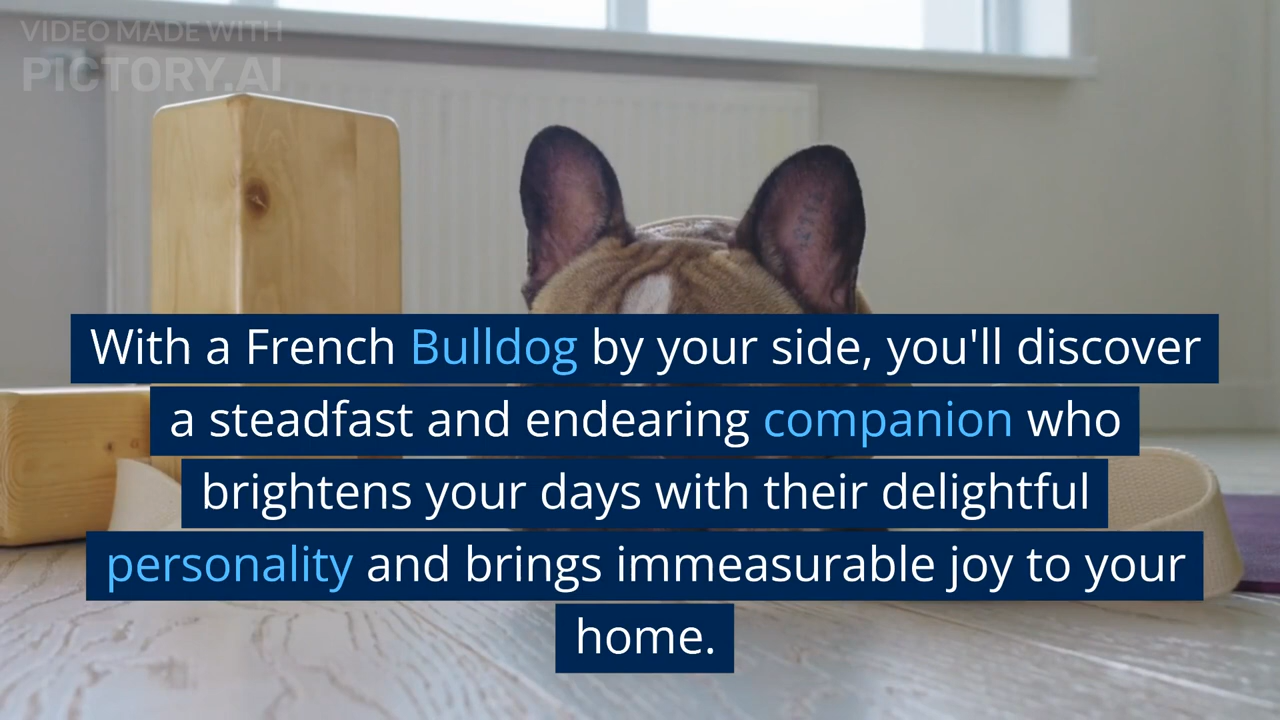 VIDEO MADE WITH
PICTORY.AI
With a French Bulldog by your side, you'll discover
a steadfast and endearing companion who
brightens your days with their delightful
personality and brings immeasurable joy to your
home.